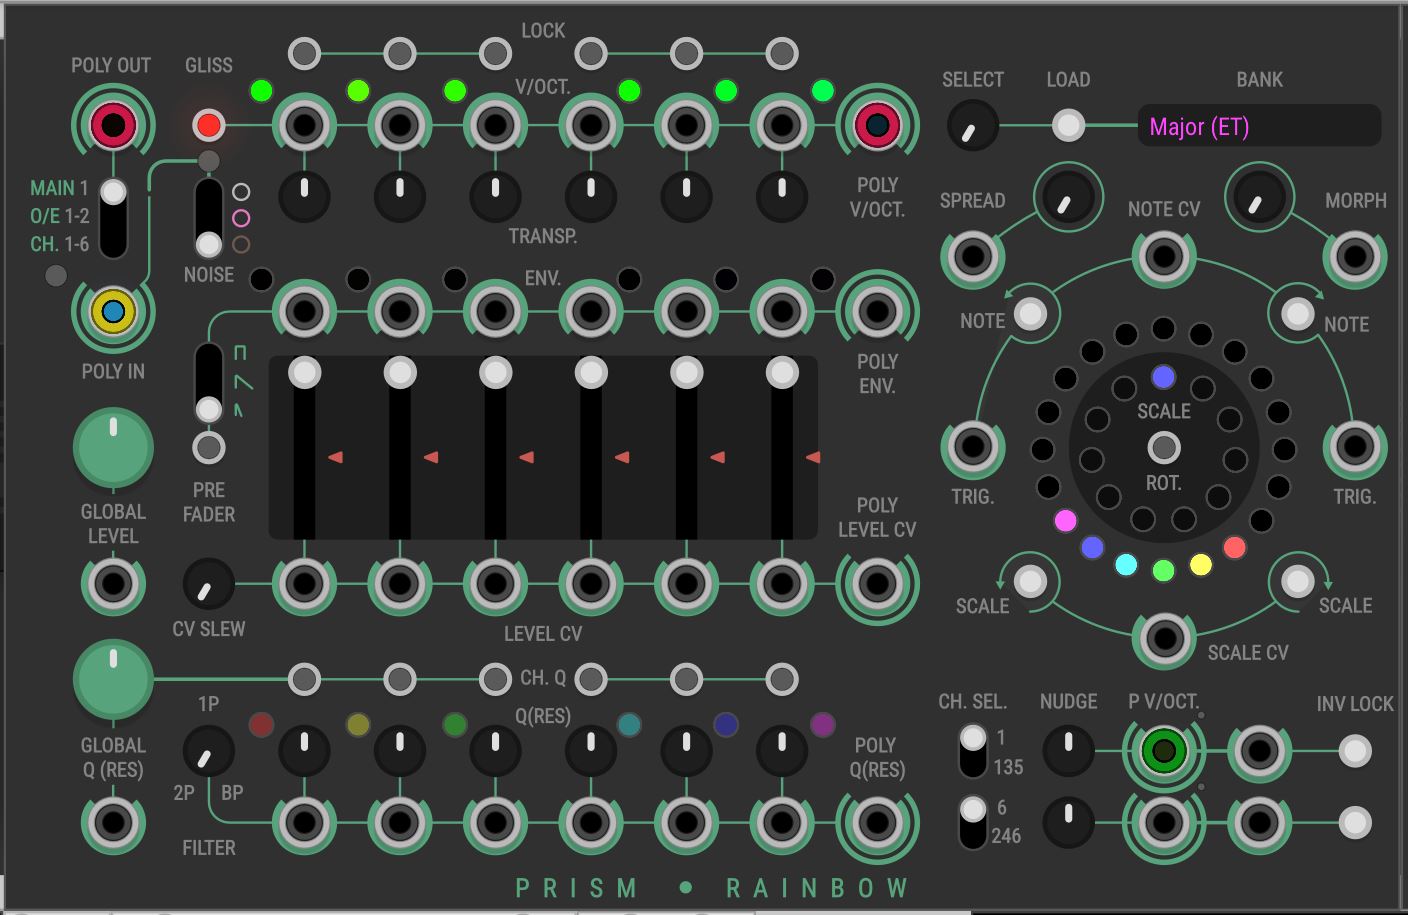 LOCK
POLY OUT
GLISS
V/OCT.
SELECT
LOAD
BANK
Major (ET)
MAIN 1
O/E 1-2
CH. 1-6
NOISE
TRANSP.
POLY
V/OCT.
SPREAD
NOTE CV
MORPH
ENV.
NOTE
NOTE
POLY IN
POLY
ENV.
SCALE
ROT.
TRIG.
TRIG.
GLOBAL
LEVEL
PRE
FADER
POLY
LEVEL CV
CV SLEW
LEVEL CV
SCALE
SCALE
SCALE CV
CH. Q
1P
Q(RES)
GLOBAL
Q (RES)
2P
BP
FILTER
POLY
Q(RES)
CH. SEL.
NUDGE
P V/OCT.
INV LOCK
1
135
6
246
PRISM • RAINBOW